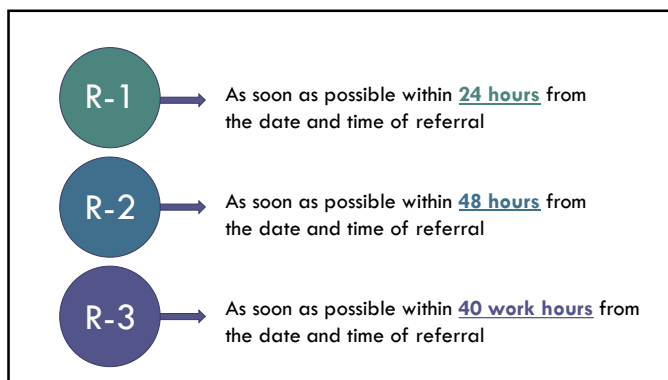 R-1
As soon as possible within 24 hours from
the date and time of referral
R-2
As soon as possible within 48 hours from
the date and time of referral
R-3
As soon as possible within 40 work hours from
the date and time of referral